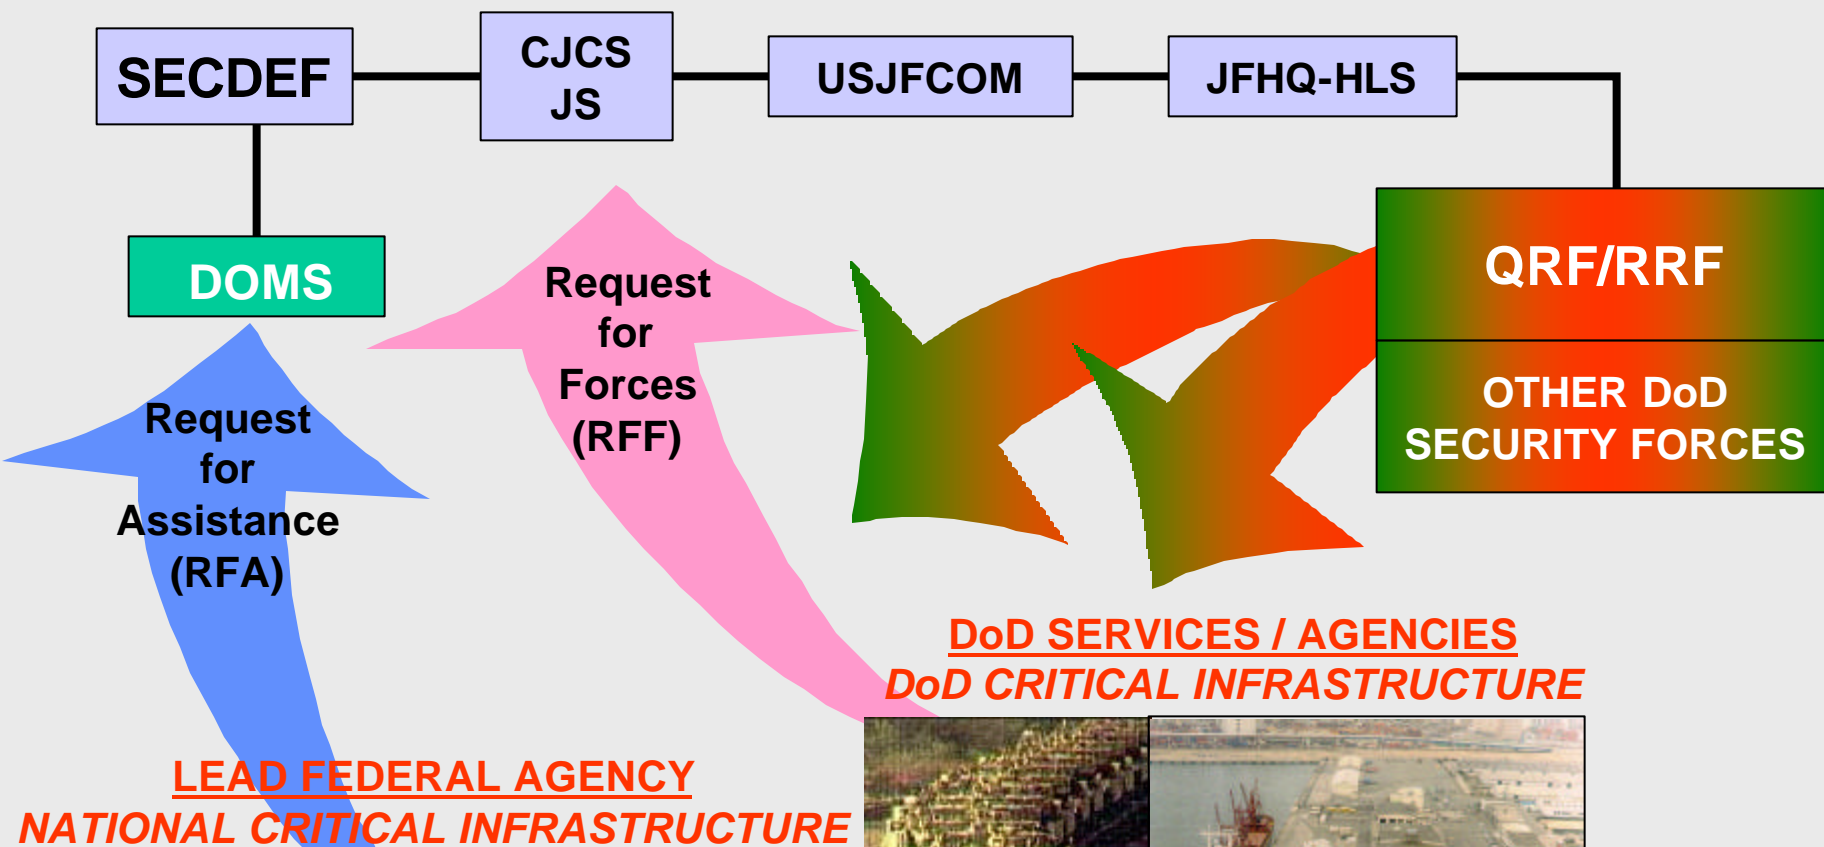 SECDEF
CJCS
JS
USJFCOM
JFHQ-HLS
DOMS
QRF/RRF
OTHER DoD
SECURITY FORCES
Request
for
Forces
(RFF)
Request
for
Assistance
(RFA)
DoD SERVICES / AGENCIES
DoD CRITICAL INFRASTRUCTURE
LEAD FEDERAL AGENCY
NATIONAL CRITICAL INFRASTRUCTURE